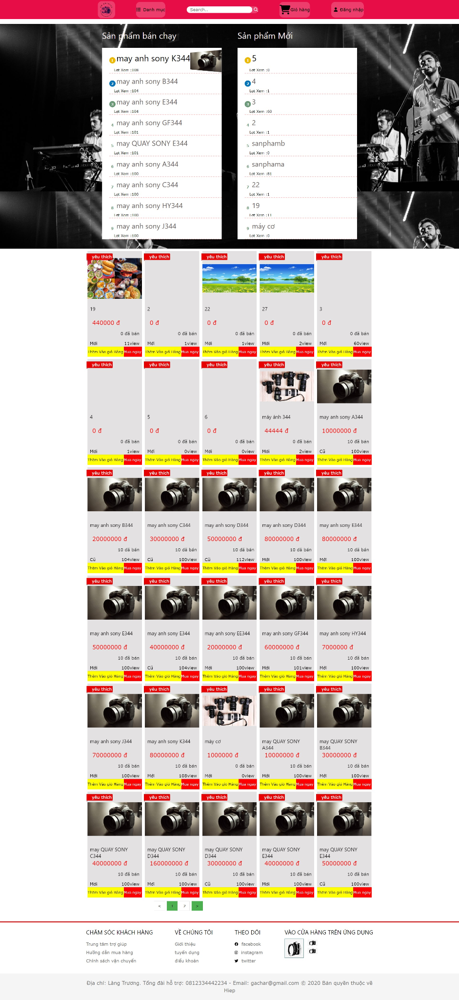 Danh mục
Search..
Giỏ hàng
Đăng nhập
Sản phẩm bán chạy
1 may anh sony K344
Lợt Xem :108
2 may anh sony B344
Lợt Xem :104
3 may anh sony E344
Lợt Xem :104
4 may anh sony GF344
Lợt Xem :101
5 may QUAY SONY E344
Lợt Xem :101
6 may anh sony A344
Lợt Xem :100
7 may anh sony C344
Lợt Xem :100
8 may anh sony HY344
Lợt Xem :100
9 may anh sony J344
Lợt Xem :100
Sản phẩm Mới
1 5
Lợt Xem :0
2 4
Lợt Xem :1
3 3
Lợt Xem :60
4 2
Lợt Xem :1
5 sanphamb
Lợt Xem :0
6 sanphama
Lợt Xem :81
7 22
Lợt Xem :1
8 19
Lợt Xem :11
9 máy cơ
Lợt Xem :0
yêu thích yêu thích yêu thích yêu thích yêu thích
19 2 22 27 3
440000 đ 0 đ 0 đ 0 đ 0 đ
0 đã bán 0 đã bán 0 đã bán 0 đã bán 0 đã bán
Mới 11view Mới 1view Mới 1view Mới 2view Mới 60view
Thêm Vào giỏ Hàng Mua ngay Thêm Vào giỏ Hàng Mua ngay Thêm Vào giỏ Hàng Mua ngay Thêm Vào giỏ Hàng Mua ngay Thêm Vào giỏ Hàng Mua ngay
yêu thích yêu thích yêu thích yêu thích yêu thích
4 5 6 máy ảnh 344 may anh sony A344
0 đ 0 đ 0 đ 44444 đ 10000000 đ
0 đã bán 0 đã bán 0 đã bán 0 đã bán 10 đã bán
Mới 1view Mới 0view Mới 0view Mới 2view Cũ 100view
Thêm Vào giỏ Hàng Mua ngay Thêm Vào giỏ Hàng Mua ngay Thêm Vào giỏ Hàng Mua ngay Thêm Vào giỏ Hàng Mua ngay Thêm Vào giỏ Hàng Mua ngay
yêu thích yêu thích yêu thích yêu thích yêu thích
may anh sony B344 may anh sony C344 may anh sony D344 may anh sony D344 may anh sony E344
20000000 đ 30000000 đ 50000000 đ 80000000 đ 80000000 đ
10 đã bán 10 đã bán 10 đã bán 10 đã bán 10 đã bán
Cũ 104view Cũ 100view Cũ 112view Mới 100view Mới 100view
Thêm Vào giỏ Hàng Mua ngay Thêm Vào giỏ Hàng Mua ngay Thêm Vào giỏ Hàng Mua ngay Thêm Vào giỏ Hàng Mua ngay Thêm Vào giỏ Hàng Mua ngay
yêu thích yêu thích yêu thích yêu thích yêu thích
may anh sony E344 may anh sony E344 may anh sony EE344 may anh sony GF344 may anh sony HY344
50000000 đ 40000000 đ 20000000 đ 60000000 đ 7000000 đ
10 đã bán 10 đã bán 10 đã bán 10 đã bán 10 đã bán
Mới 100view Cũ 104view Mới 100view Mới 101view Mới 100view
Thêm Vào giỏ Hàng Mua ngay Thêm Vào giỏ Hàng Mua ngay Thêm Vào giỏ Hàng Mua ngay Thêm Vào giỏ Hàng Mua ngay Thêm Vào giỏ Hàng Mua ngay
yêu thích yêu thích yêu thích yêu thích yêu thích
may anh sony J344 may anh sony K344 máy cơ may QUAY SONY A344 may QUAY SONY B344
70000000 đ 80000000 đ 1000000 đ 10000000 đ 30000000 đ
10 đã bán 10 đã bán 0 đã bán 10 đã bán 10 đã bán
Mới 100view Mới 108view Mới 0view Mới 100view Mới 100view
Thêm Vào giỏ Hàng Mua ngay Thêm Vào giỏ Hàng Mua ngay Thêm Vào giỏ Hàng Mua ngay Thêm Vào giỏ Hàng Mua ngay Thêm Vào giỏ Hàng Mua ngay
yêu thích yêu thích yêu thích yêu thích yêu thích
may QUAY SONY C344 may QUAY SONY D344 may QUAY SONY D344 may QUAY SONY E344 may QUAY SONY E344
40000000 đ 160000000 đ 30000000 đ 40000000 đ 50000000 đ
10 đã bán 10 đã bán 10 đã bán 10 đã bán 10 đã bán
Mới 100view Mới 100view Cũ 100view Mới 100view Cũ 100view
Thêm Vào giỏ Hàng Mua ngay Thêm Vào giỏ Hàng Mua ngay Thêm Vào giỏ Hàng Mua ngay Thêm Vào giỏ Hàng Mua ngay Thêm Vào giỏ Hàng Mua ngay
< 1 2 >
CHĂM SÓC KHÁCH HÀNG
Trung tâm trợ giúp
Hướng dẫn mua hàng
Chính sách vận chuyển
VỀ CHÚNG TÔI
Giới thiệu
tuyển dụng
điểu khoản
THEO DÕI
facebook
instagram
twitter
VÀO CỬA HÀNG TRÊN ỨNG DỤNG
Địa chỉ: Làng Trương. Tổng đài hỗ trợ: 0812334442234 - Email: gachar@gmail.com © 2020 Bản quyền thuộc về
Hiep